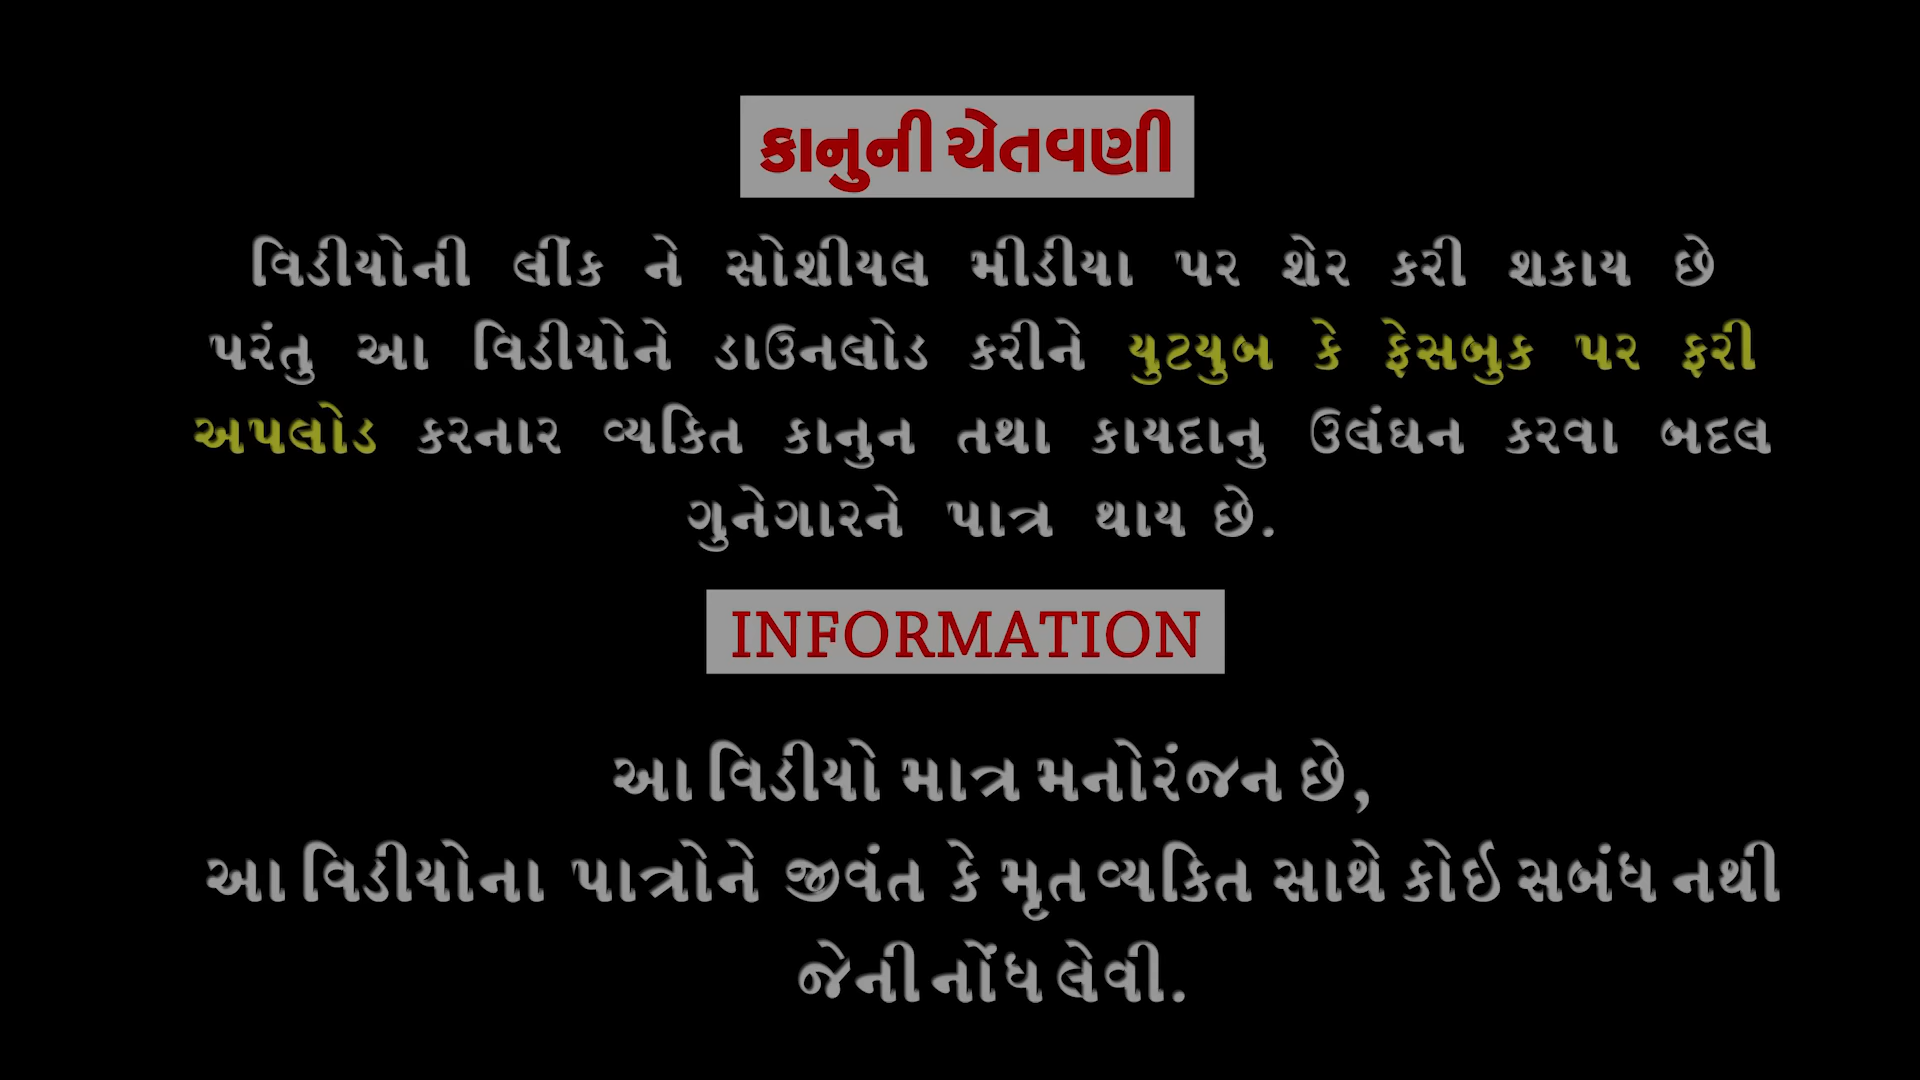 કાનુની ચેતવણી
વિડીયોની લીંક ને સોશીયલ મીડીયા પર શેર કરી શકાય છે
પરંતુ આ વિડીયોને ડાઉનલોડ કરીને યુટયુબ કે ફેસબુક પર ફરી
અપલોડ કરનાર વ્યકિત કાનુન તથા કાયદાનુ ઉલંઘન કરવા બદલ
ગુનેગારને પાત્ર થાય છે.
INFORMATION
આ વિડીયો માત્ર મનોરંજન છે,
આ વિડીયોના પાત્રોને જીવંત કે મૃત વ્યકિત સાથે કોઈ સબંધ નથી
જેની નોંધ લેવી.